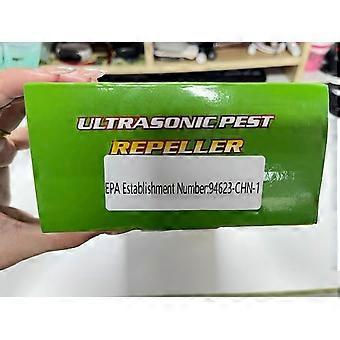 ULTRASONIC PEST
REPELLER
EPA Establishment Number:94623-CHN-1